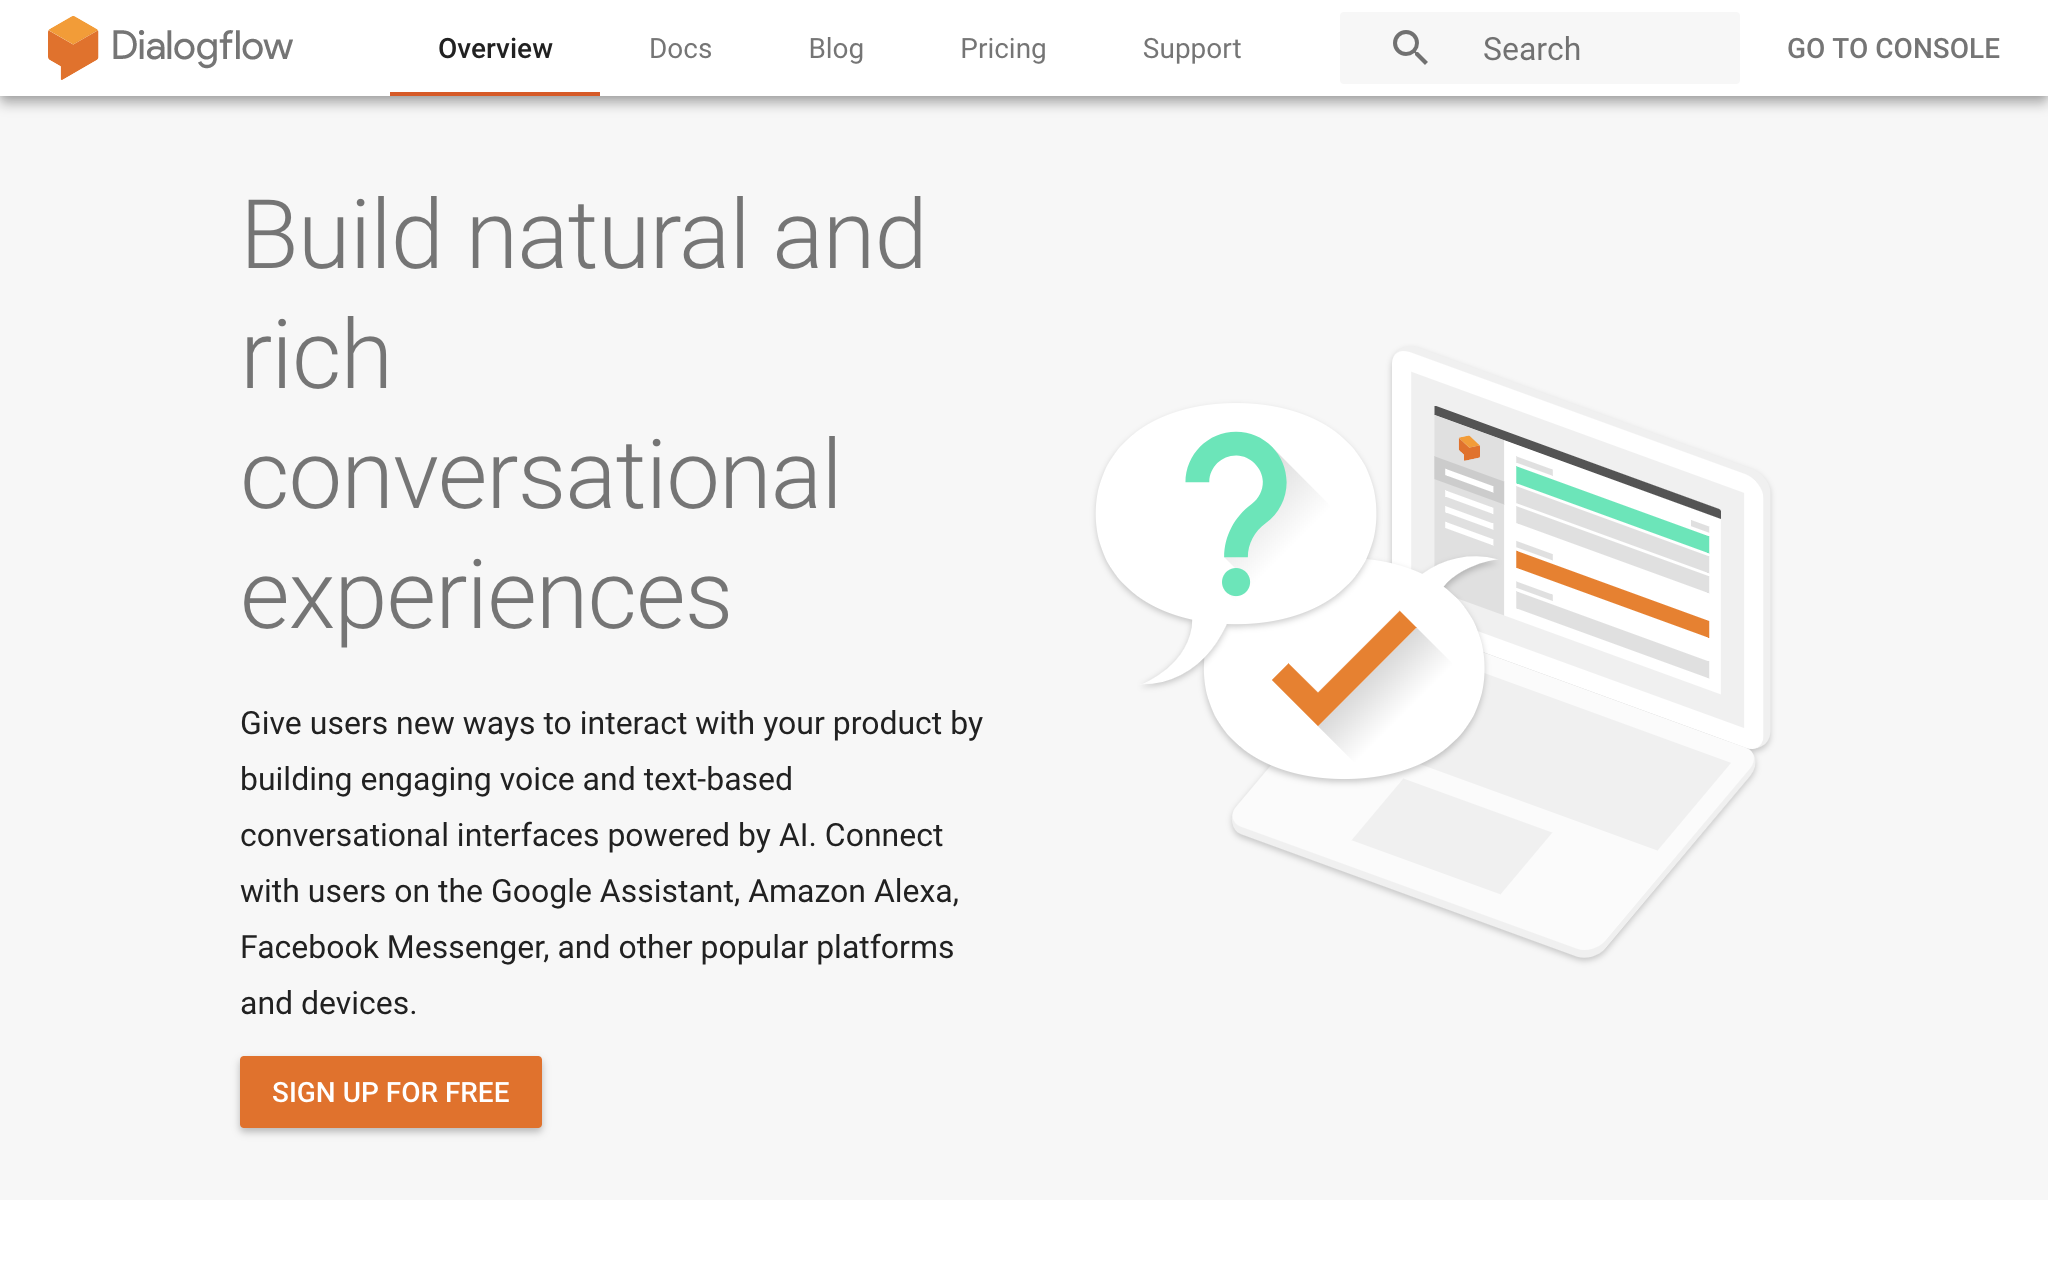 Dialogflow
Overview
Docs
Blog
Pricing
Support
Search
GO TO CONSOLE
Build natural and
rich
conversational
experiences
Give users new ways to interact with your product by
building engaging voice and text-based
conversational interfaces powered by AI. Connect
with users on the Google Assistant, Amazon Alexa,
Facebook Messenger, and other popular platforms
and devices.
SIGN UP FOR FREE